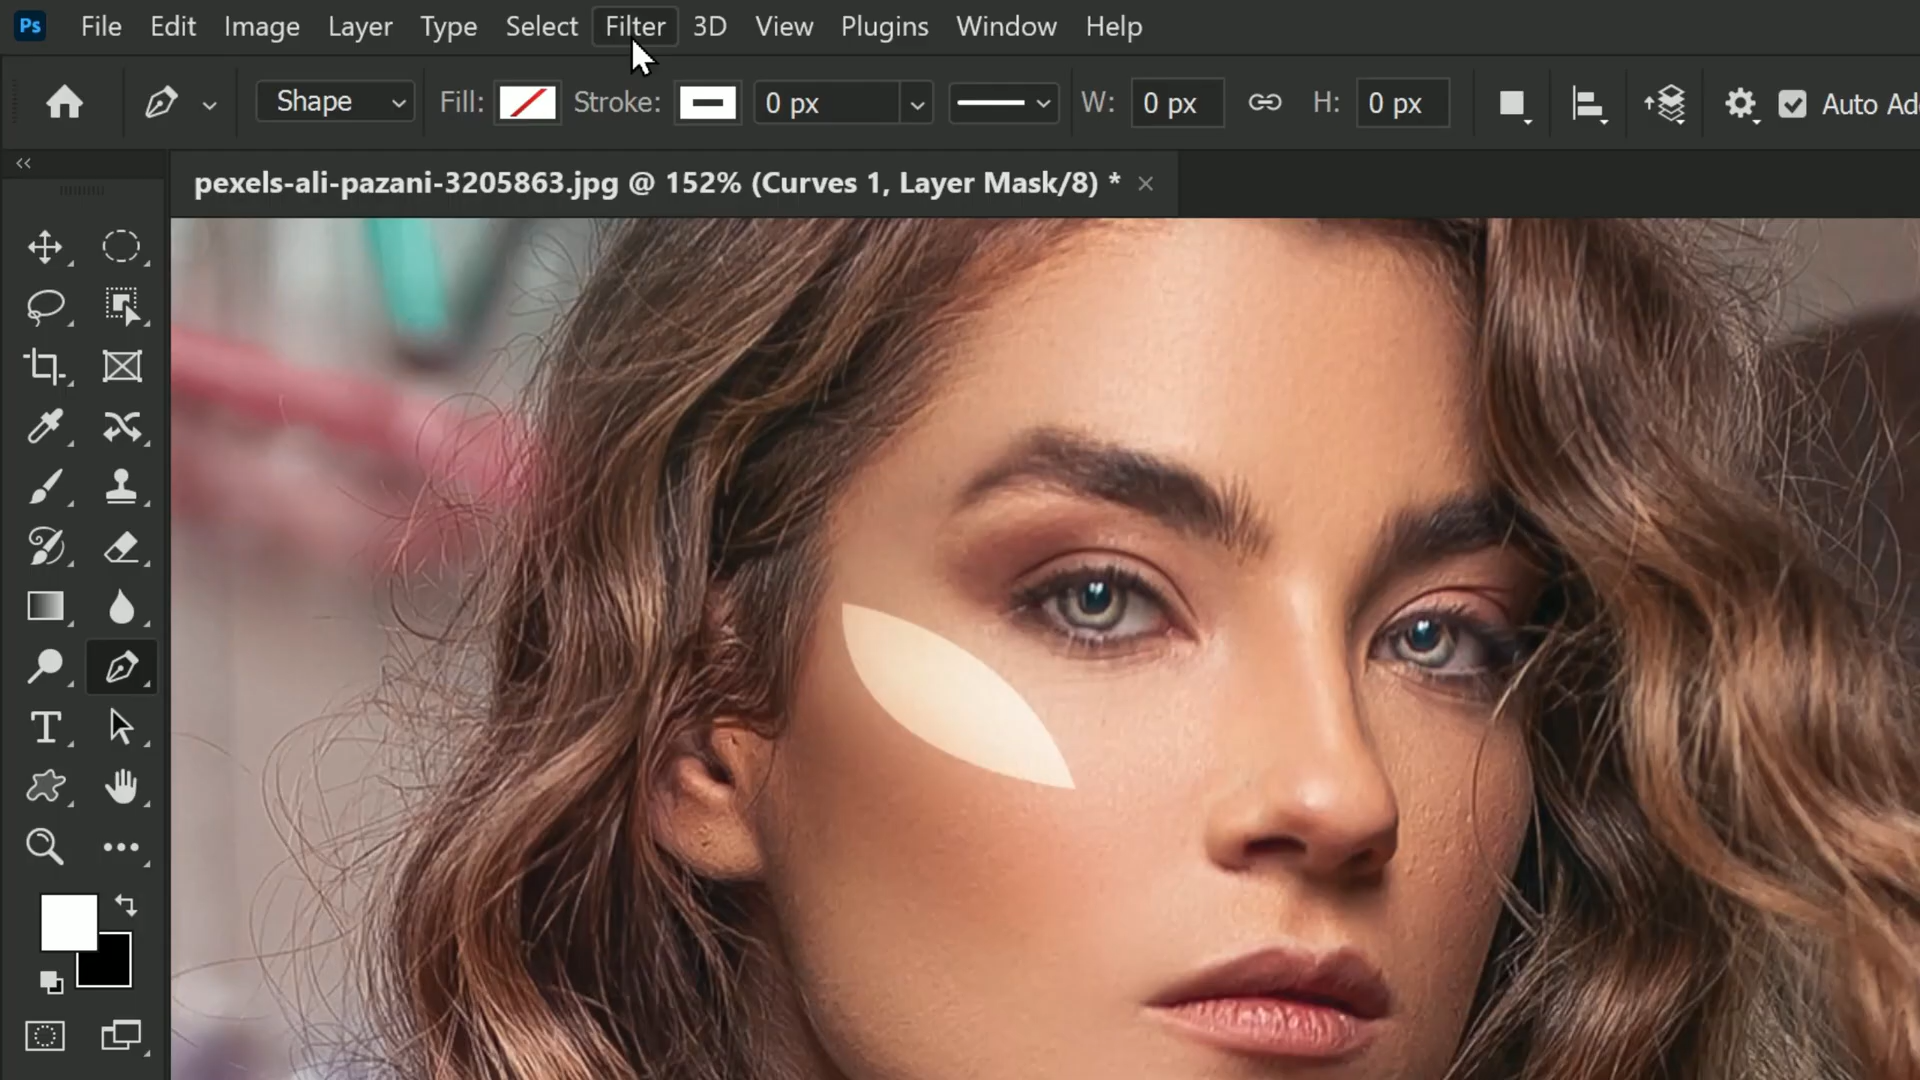 Ps File Edit Image Layer Type Select Filter 3D View Plugins Window Help
Shape Fill: Stroke: 0 px W: 0 px H: 0 px Auto Ad
pexels-ali-pazani-3205863.jpg @ 152% (Curves 1, Layer Mask/8) * ×
T